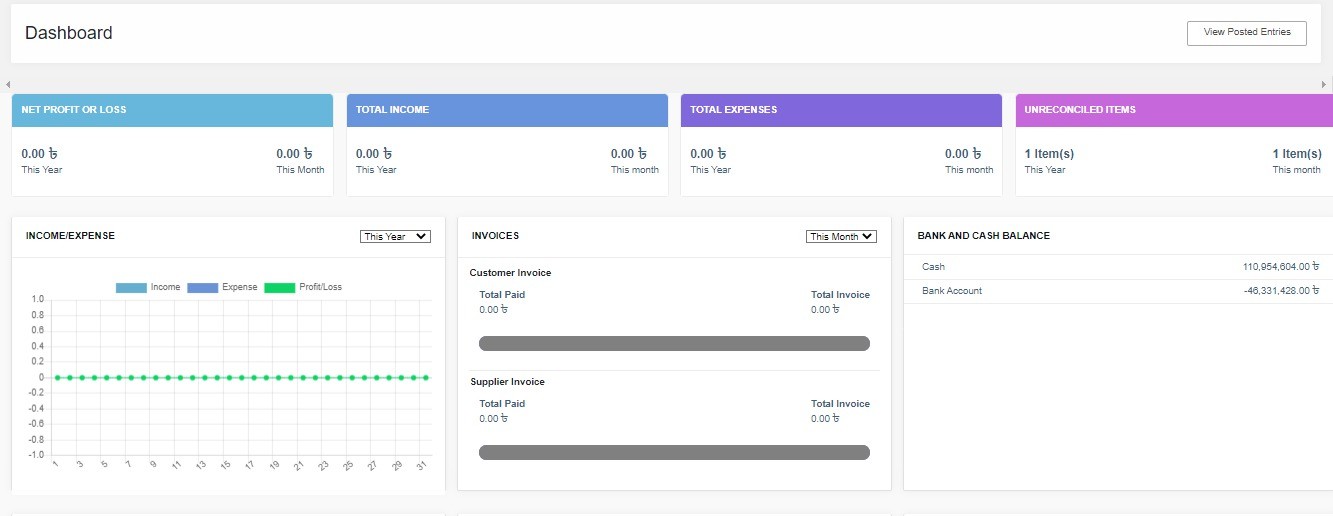 Dashboard
View Posted Entries
NET PROFIT OR LOSS
0.00 ৳
0.00 ৳
This Year
This Month
TOTAL INCOME
0.00 ৳
0.00 ৳
This Year
This month
TOTAL EXPENSES
0.00 ৳
0.00 ৳
This Year
This month
UNRECONCILED ITEMS
1 Item(s)
1 Item(s)
This Year
This month
INCOME/EXPENSE
This Year
Income
Expense
Profit/Loss
1.0
0.8
0.6
0.4
0.2
0
-0.2
-0.4
-0.6
-0.8
-1.0
1 3 5 7 9 11 13 15 17 19 21 23 25 27 29 31
INVOICES
This Month
Customer Invoice
Total Paid
Total Invoice
0.00 ৳
0.00 ৳
Supplier Invoice
Total Paid
Total Invoice
0.00 ৳
0.00 ৳
BANK AND CASH BALANCE
Cash 110,954,604.00 ৳
Bank Account -46,331,428.00 ৳